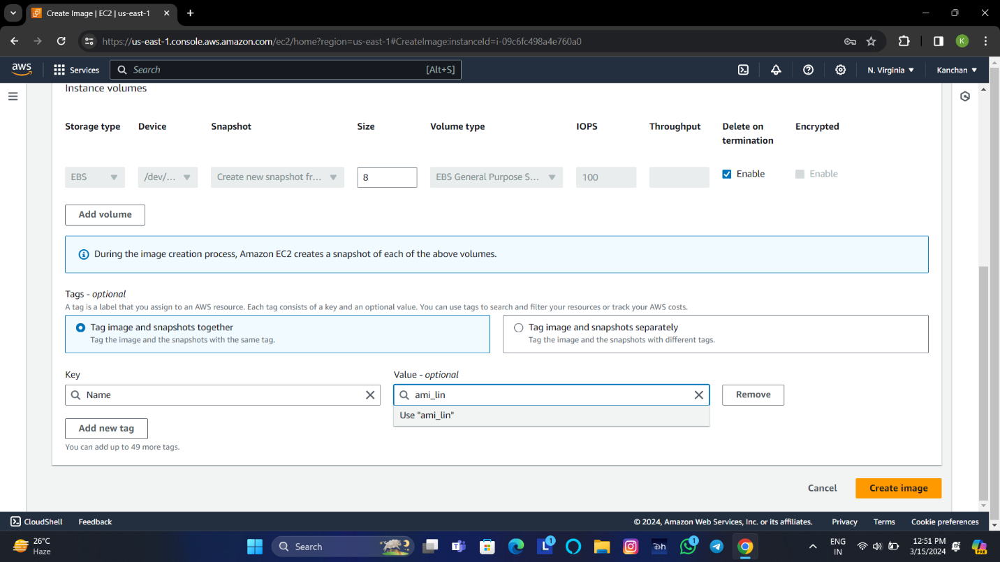 Create Image | EC2 | us-east-1
https://us-east-1.console.aws.amazon.com/ec2/home?region=us-east-1#CreateImage:instanceId=i-09c6fc498a4e760a0
K
aws
Services
Search
[Alt+S]
N. Virginia
Kanchan
Instance volumes
Storage type
Device
Snapshot
Size
Volume type
IOPS
Throughput
Delete on
termination
Encrypted
EBS
/dev/...
Create new snapshot fr...
8
EBS General Purpose S...
100
Enable
Enable
Add volume
During the image creation process, Amazon EC2 creates a snapshot of each of the above volumes.
Tags - optional
A tag is a label that you assign to an AWS resource. Each tag consists of a key and an optional value. You can use tags to search and filter your resources or track your AWS costs.
Tag image and snapshots together
Tag the image and the snapshots with the same tag.
Tag image and snapshots separately
Tag the image and the snapshots with different tags.
Key
Value - optional
Name
ami_lin
Remove
Use "ami_lin"
Add new tag
You can add up to 49 more tags.
Cancel
Create image
CloudShell
Feedback
© 2024, Amazon Web Services, Inc. or its affiliates.
Privacy
Terms
Cookie preferences
26°C
Haze
Search
L
1
Dh
1
ENG
IN
12:51 PM
3/15/2024
PRE